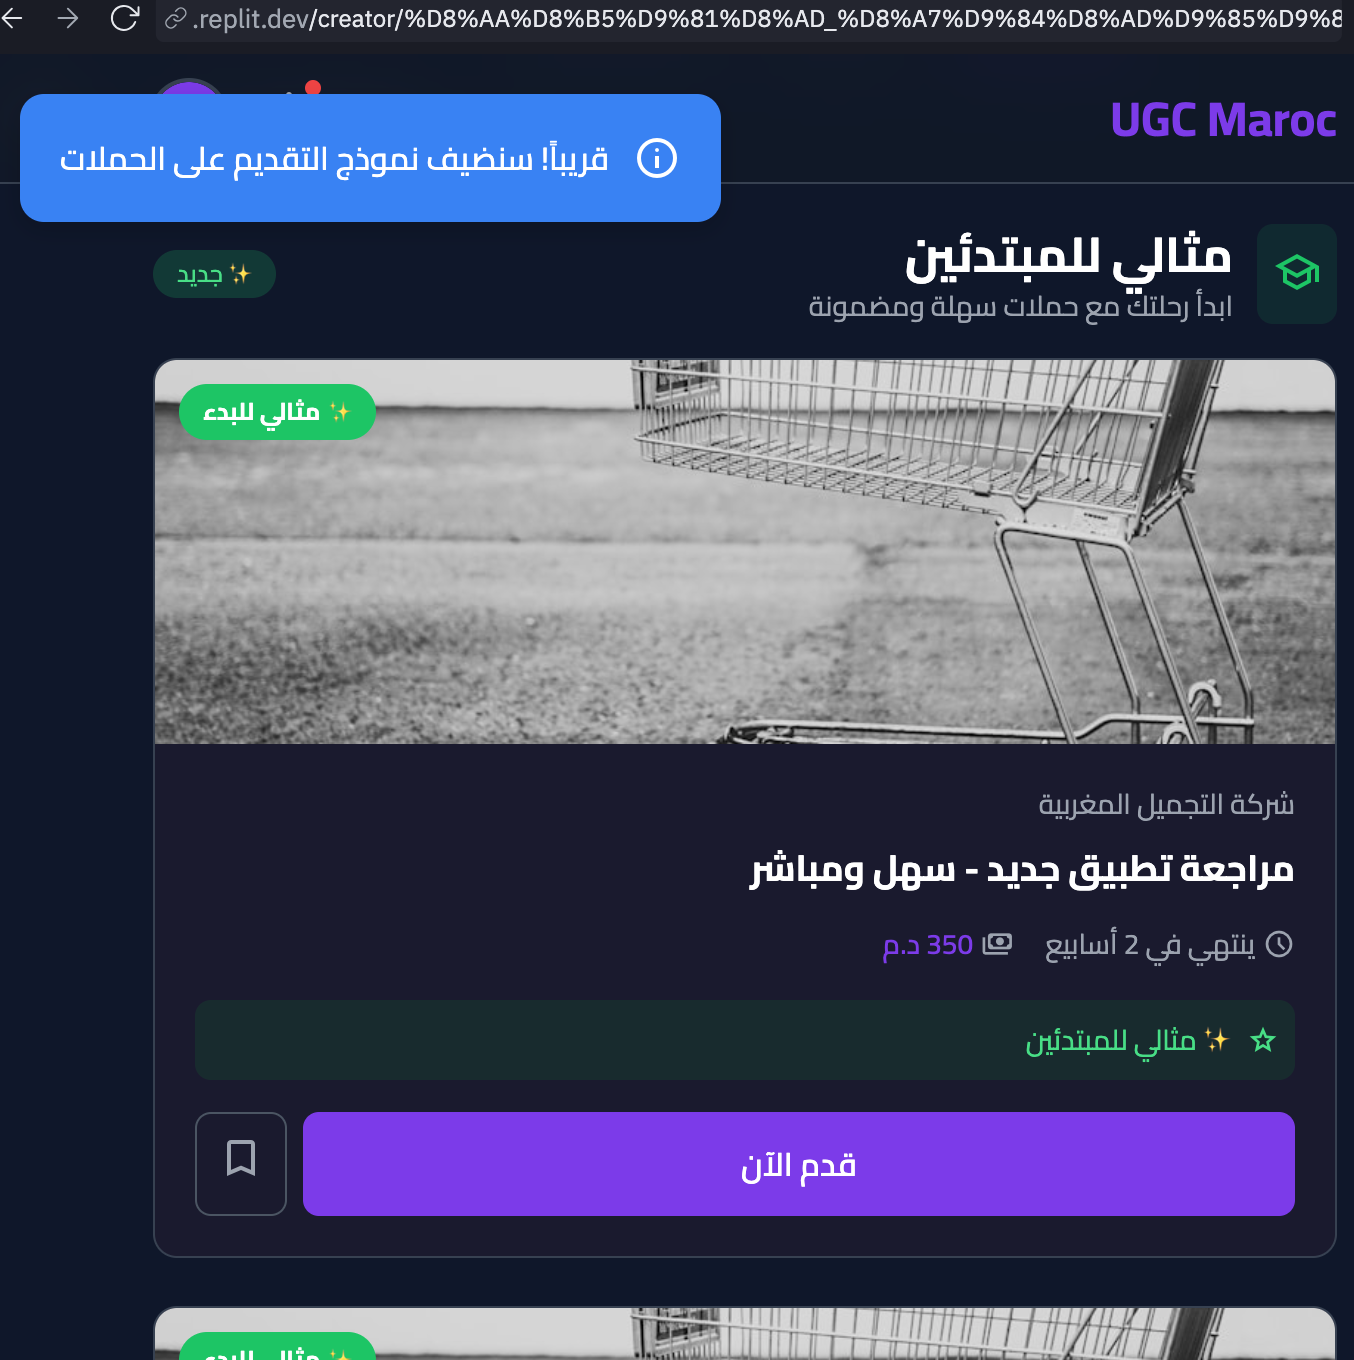 .replit.dev/creator/%D8%AA%D8%B5%D9%81%D8%AD_%D8%A7%D9%84%D8%AD%D9%85%D9%8
UGC Maroc
قريباً! سنضيف نموذج التقديم على الحملات
مثالي للمبتدئين
ابدأ رحلتك مع حملات سهلة ومضمونة
✨ جديد
✨ مثالي للبدء
شركة التجميل المغربية
مراجعة تطبيق جديد - سهل ومباشر
ينتهي في 2 أسابيع
350 د.م
✨ مثالي للمبتدئين
قدم الآن
✨ مثالي للبدء